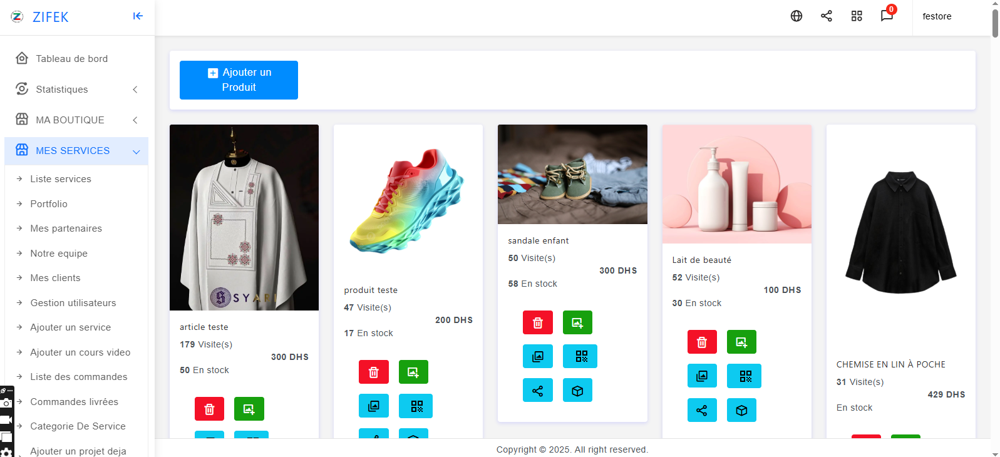 ZIFEK
0
festore
Tableau de bord
Statistiques
MA BOUTIQUE
MES SERVICES
Liste services
Portfolio
Mes partenaires
Notre equipe
Mes clients
Gestion utilisateurs
Ajouter un service
Ajouter un cours video
Liste des commandes
Commandes livrées
Categorie De Service
Ajouter un projet deja
Ajouter un
Produit
SYARI
article teste
179 Visite(s)
300 DHS
50 En stock
produit teste
47 Visite(s)
200 DHS
17 En stock
sandale enfant
50 Visite(s)
300 DHS
58 En stock
Lait de beauté
52 Visite(s)
100 DHS
30 En stock
CHEMISE EN LIN À POCHE
31 Visite(s)
429 DHS
En stock
Copyright © 2025. All right reserved.